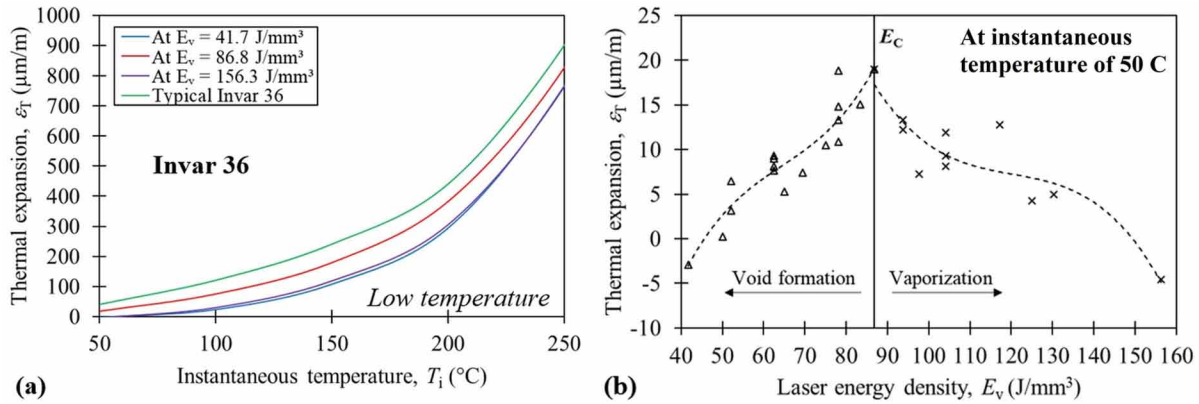 Thermal expansion, εT (μm/m)
1000
900
800
700
600
500
400
300
200
100
0
At Ev = 41.7 J/mm³
At Ev = 86.8 J/mm³
At Ev = 156.3 J/mm³
Typical Invar 36
Invar 36
Low temperature
50
100
150
200
250
Instantaneous temperature, Ti (°C)
(a)
Thermal expansion, εT (μm/m)
25
20
15
10
5
0
-5
-10
EC
At instantaneous
temperature of 50 C
Void formation
Vaporization
40 50 60 70 80 90 100 110 120 130 140 150 160
Laser energy density, Ev (J/mm³)
(b)